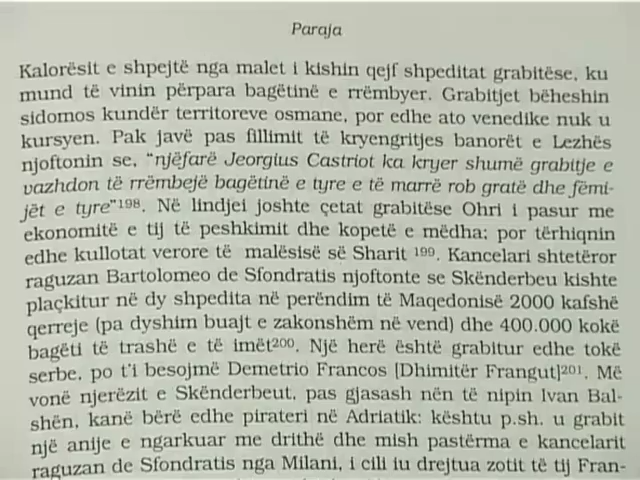 Paraja
Kalorësit e shpejtë nga malet i kishin qejf shpeditat grabitëse, ku
mund të vinin përpara bagëtinë e rrëmbyer. Grabitjet bëheshin
sidomos kundër territoreve osmane, por edhe ato venedike nuk u
kursyen. Pak javë pas fillimit të kryengritjes banorët e Lezhës
njoftonin se, "njëfarë Jeorgius Castriot ka kryer shumë grabitje e
vazhdon të rrëmbejë bagëtinë e tyre e të marrë rob gratë dhe fëmi-
jët e tyre"198. Në lindjei joshte çetat grabitëse Ohri i pasur me
ekonomitë e tij të peshkimit dhe kopetë e mëdha; por tërhiqnin
edhe kullotat verore të malësisë së Sharit 199. Kancelari shtetëror
raguzan Bartolomeo de Sfondratis njoftonte se Skënderbeu kishte
plaçkitur në dy shpedita në perëndim të Maqedonisë 2000 kafshë
qerreje (pa dyshim buajt e zakonshëm në vend) dhe 400.000 kokë
bagëti të trashë e të imët200. Një herë është grabitur edhe tokë
serbe, po t'i besojmë Demetrio Francos [Dhimitër Frangut]201. Më
vonë njerëzit e Skënderbeut, pas gjasash nën të nipin Ivan Bal-
shën, kanë bërë edhe pirateri në Adriatik: kështu p.sh. u grabit
një anije e ngarkuar me drithë dhe mish pastërma e kancelarit
raguzan de Sfondratis nga Milani, i cili iu drejtua zotit të tij Fran-